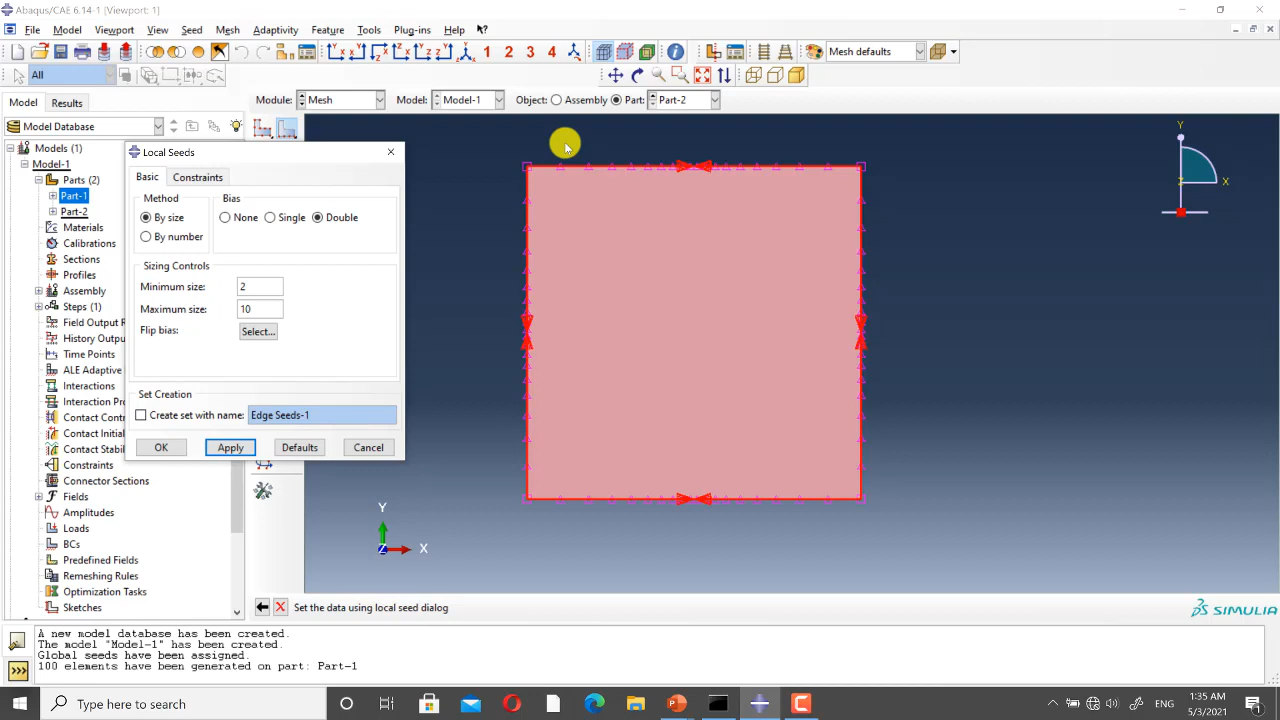 Abaqus/CAE 6.14-1 [Viewport: 1]
File Model Viewport View Seed Mesh Adaptivity Feature Tools Plug-ins Help
1 2 3 4 Mesh defaults
All
Model Results
Module: Mesh Model: Model-1 Object: Assembly Part: Part-2
Model Database
Models (1)
Model-1
Parts (2)
Part-1
Part-2
Materials
Calibrations
Sections
Profiles
Assembly
Steps (1)
Field Output R
History Outpu
Time Points
ALE Adaptive
Interactions
Interaction Pro
Contact Contr
Contact Initial
Contact Stabil
Constraints
Connector Sections
Fields
Amplitudes
Loads
BCs
Predefined Fields
Remeshing Rules
Optimization Tasks
Sketches
Local Seeds
Basic Constraints
Method Bias
By size None Single Double
By number
Sizing Controls
Minimum size: 2
Maximum size: 10
Flip bias: Select...
Set Creation
Create set with name: Edge Seeds-1
OK Apply Defaults Cancel
Y
Z X
Y
Z X
Set the data using local seed dialog
SIMULIA
A new model database has been created.
The model "Model-1" has been created.
Global seeds have been assigned.
100 elements have been generated on part: Part-1
>>>
Type here to search
ENG
1:35 AM
5/3/2021